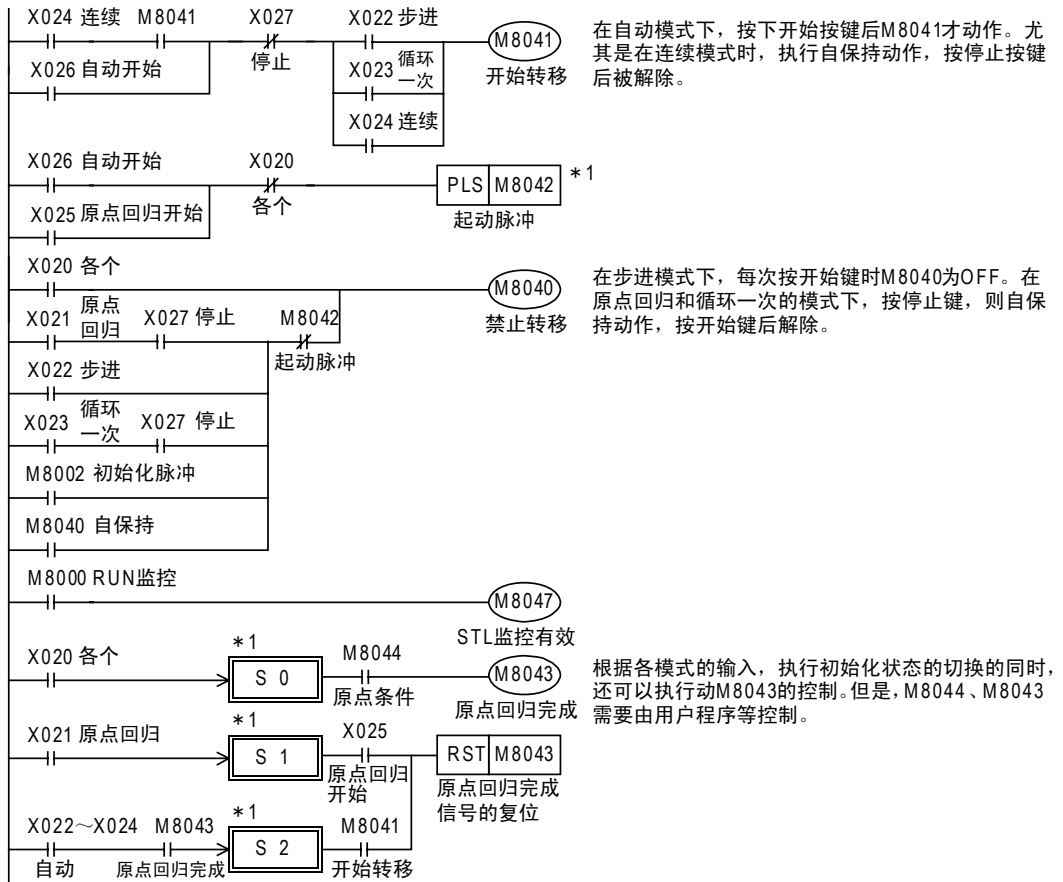 X024 连续 M8041 X027 X022 步进
M8041
停止
X026 自动开始
X023 循环一次
开始转移
X024 连续
在自动模式下，按下开始按键后M8041才动作。尤
其是在连续模式时，执行自保持动作，按停止按键
后被解除。
X026 自动开始 X020
PLS M8042 *1
各个
X025 原点回归开始
起动脉冲
X020 各个
M8040
禁止转移
X021 原点回归 X027 停止 M8042
起动脉冲
在步进模式下，每次按开始键时M8040为OFF。在
原点回归和循环一次的模式下，按停止键，则自保
持动作，按开始键后解除。
X022 步进
X023 循环一次 X027 停止
M8002 初始化脉冲
M8040 自保持
M8000 RUN监控
M8047
STL监控有效
*1
X020 各个 S 0 M8044 M8043
原点条件 原点回归完成
根据各模式的输入，执行初始化状态的切换的同时，
还可以执行动M8043的控制。但是，M8044、M8043
需要由用户程序等控制。
*1
X021 原点回归 S 1 X025 RST M8043
原点回归
开始
原点回归完成
信号的复位
*1
X022～X024 M8043 S 2 M8041
自动 原点回归完成 开始转移